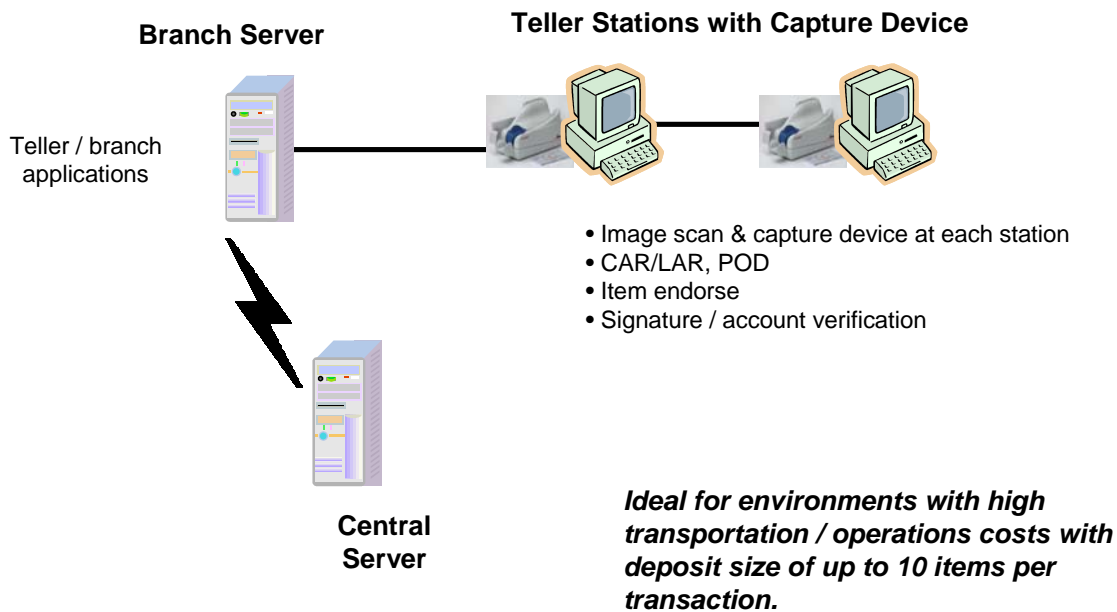 Branch Server
Teller Stations with Capture Device
Teller / branch
applications
• Image scan & capture device at each station
• CAR/LAR, POD
• Item endorse
• Signature / account verification
Central
Server
Ideal for environments with high
transportation / operations costs with
deposit size of up to 10 items per
transaction.